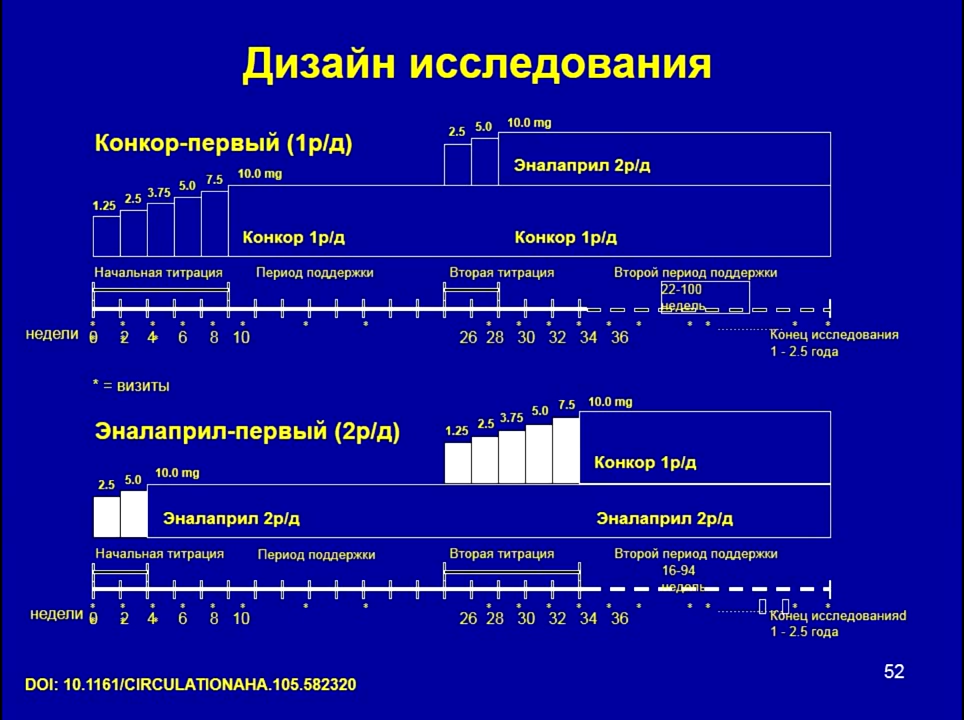 Дизайн исследования
Конкор-первый (1р/д)
2.5 5.0 10.0 mg
Эналаприл 2р/д
1.25 2.5 3.75 5.0 7.5 10.0 mg
Конкор 1р/д Конкор 1р/д
Начальная титрация Период поддержки Вторая титрация Второй период поддержки
22-100
недель
* * * * * * * * * * * * * * * * ................ * *
недели 0 2 4 6 8 10 26 28 30 32 34 36
* * *
Конец исследования
1 - 2.5 года
* = визиты
Эналаприл-первый (2р/д)
1.25 2.5 3.75 5.0 7.5 10.0 mg
Конкор 1р/д
2.5 5.0 10.0 mg
Эналаприл 2р/д Эналаприл 2р/д
Начальная титрация Период поддержки Вторая титрация Второй период поддержки
16-94
недель
* * * * * * * * * * * * * * * * ................ * *
недели 0 2 4 6 8 10 26 28 30 32 34 36
* * *
Конец исследованияd
1 - 2.5 года
52
DOI: 10.1161/CIRCULATIONAHA.105.582320